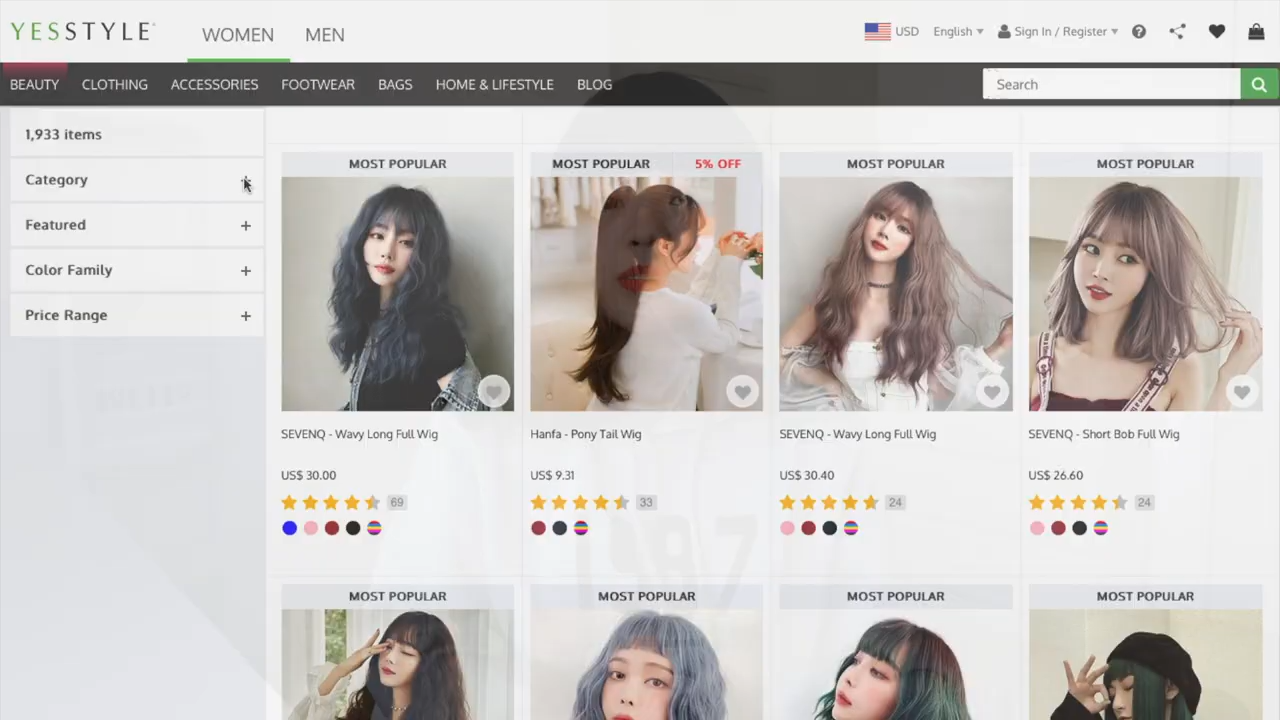 YESSTYLE
WOMEN
MEN
USD
English
Sign In / Register
BEAUTY
CLOTHING
ACCESSORIES
FOOTWEAR
BAGS
HOME & LIFESTYLE
BLOG
Search
1,933 items
Category
Featured
Color Family
Price Range
MOST POPULAR
MOST POPULAR
5% OFF
MOST POPULAR
MOST POPULAR
SEVENQ - Wavy Long Full Wig
Hanfa - Pony Tail Wig
SEVENQ - Wavy Long Full Wig
SEVENQ - Short Bob Full Wig
US$ 30.00
US$ 9.31
US$ 30.40
US$ 26.60
69
33
24
24
MOST POPULAR
MOST POPULAR
MOST POPULAR
MOST POPULAR